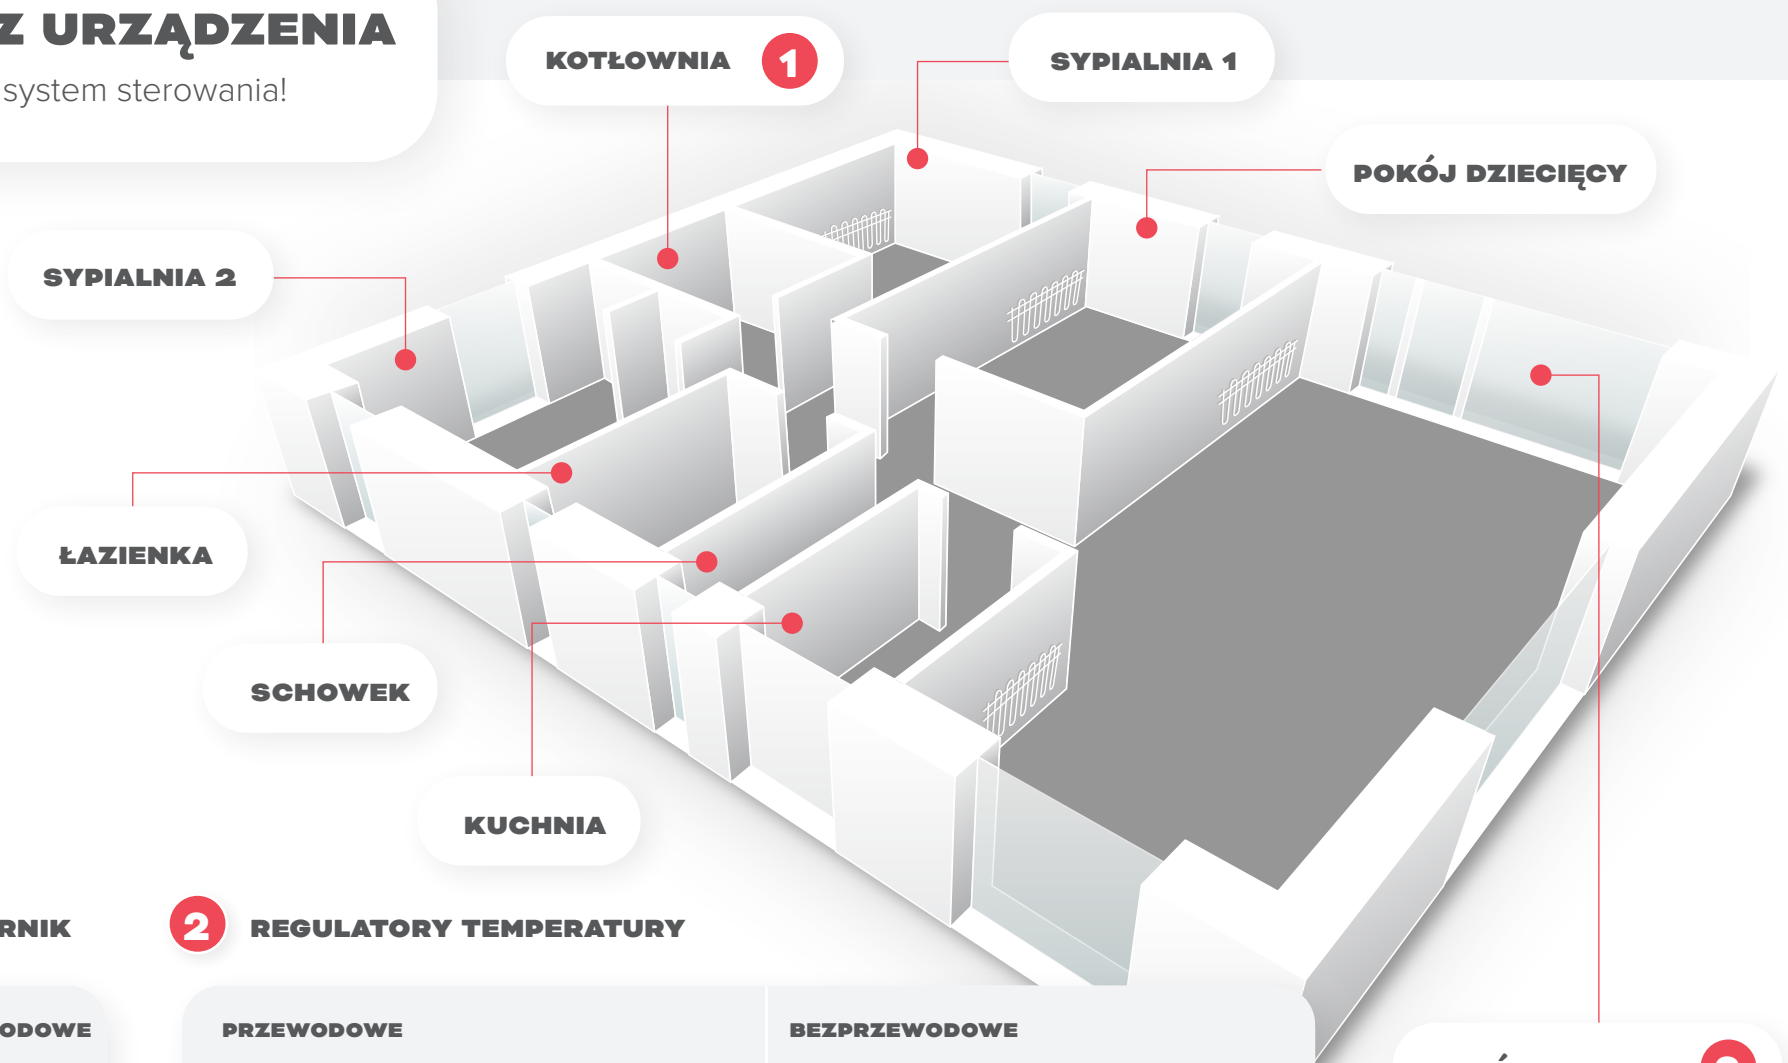 Z URZĄDZENIA
system sterowania!
KOTŁOWNIA 1
SYPIALNIA 1
POKÓJ DZIECIĘCY
SYPIALNIA 2
ŁAZIENKA
SCHOWEK
KUCHNIA
RNIK
2 REGULATORY TEMPERATURY
ODOWE
PRZEWODOWE
BEZPRZEWODOWE